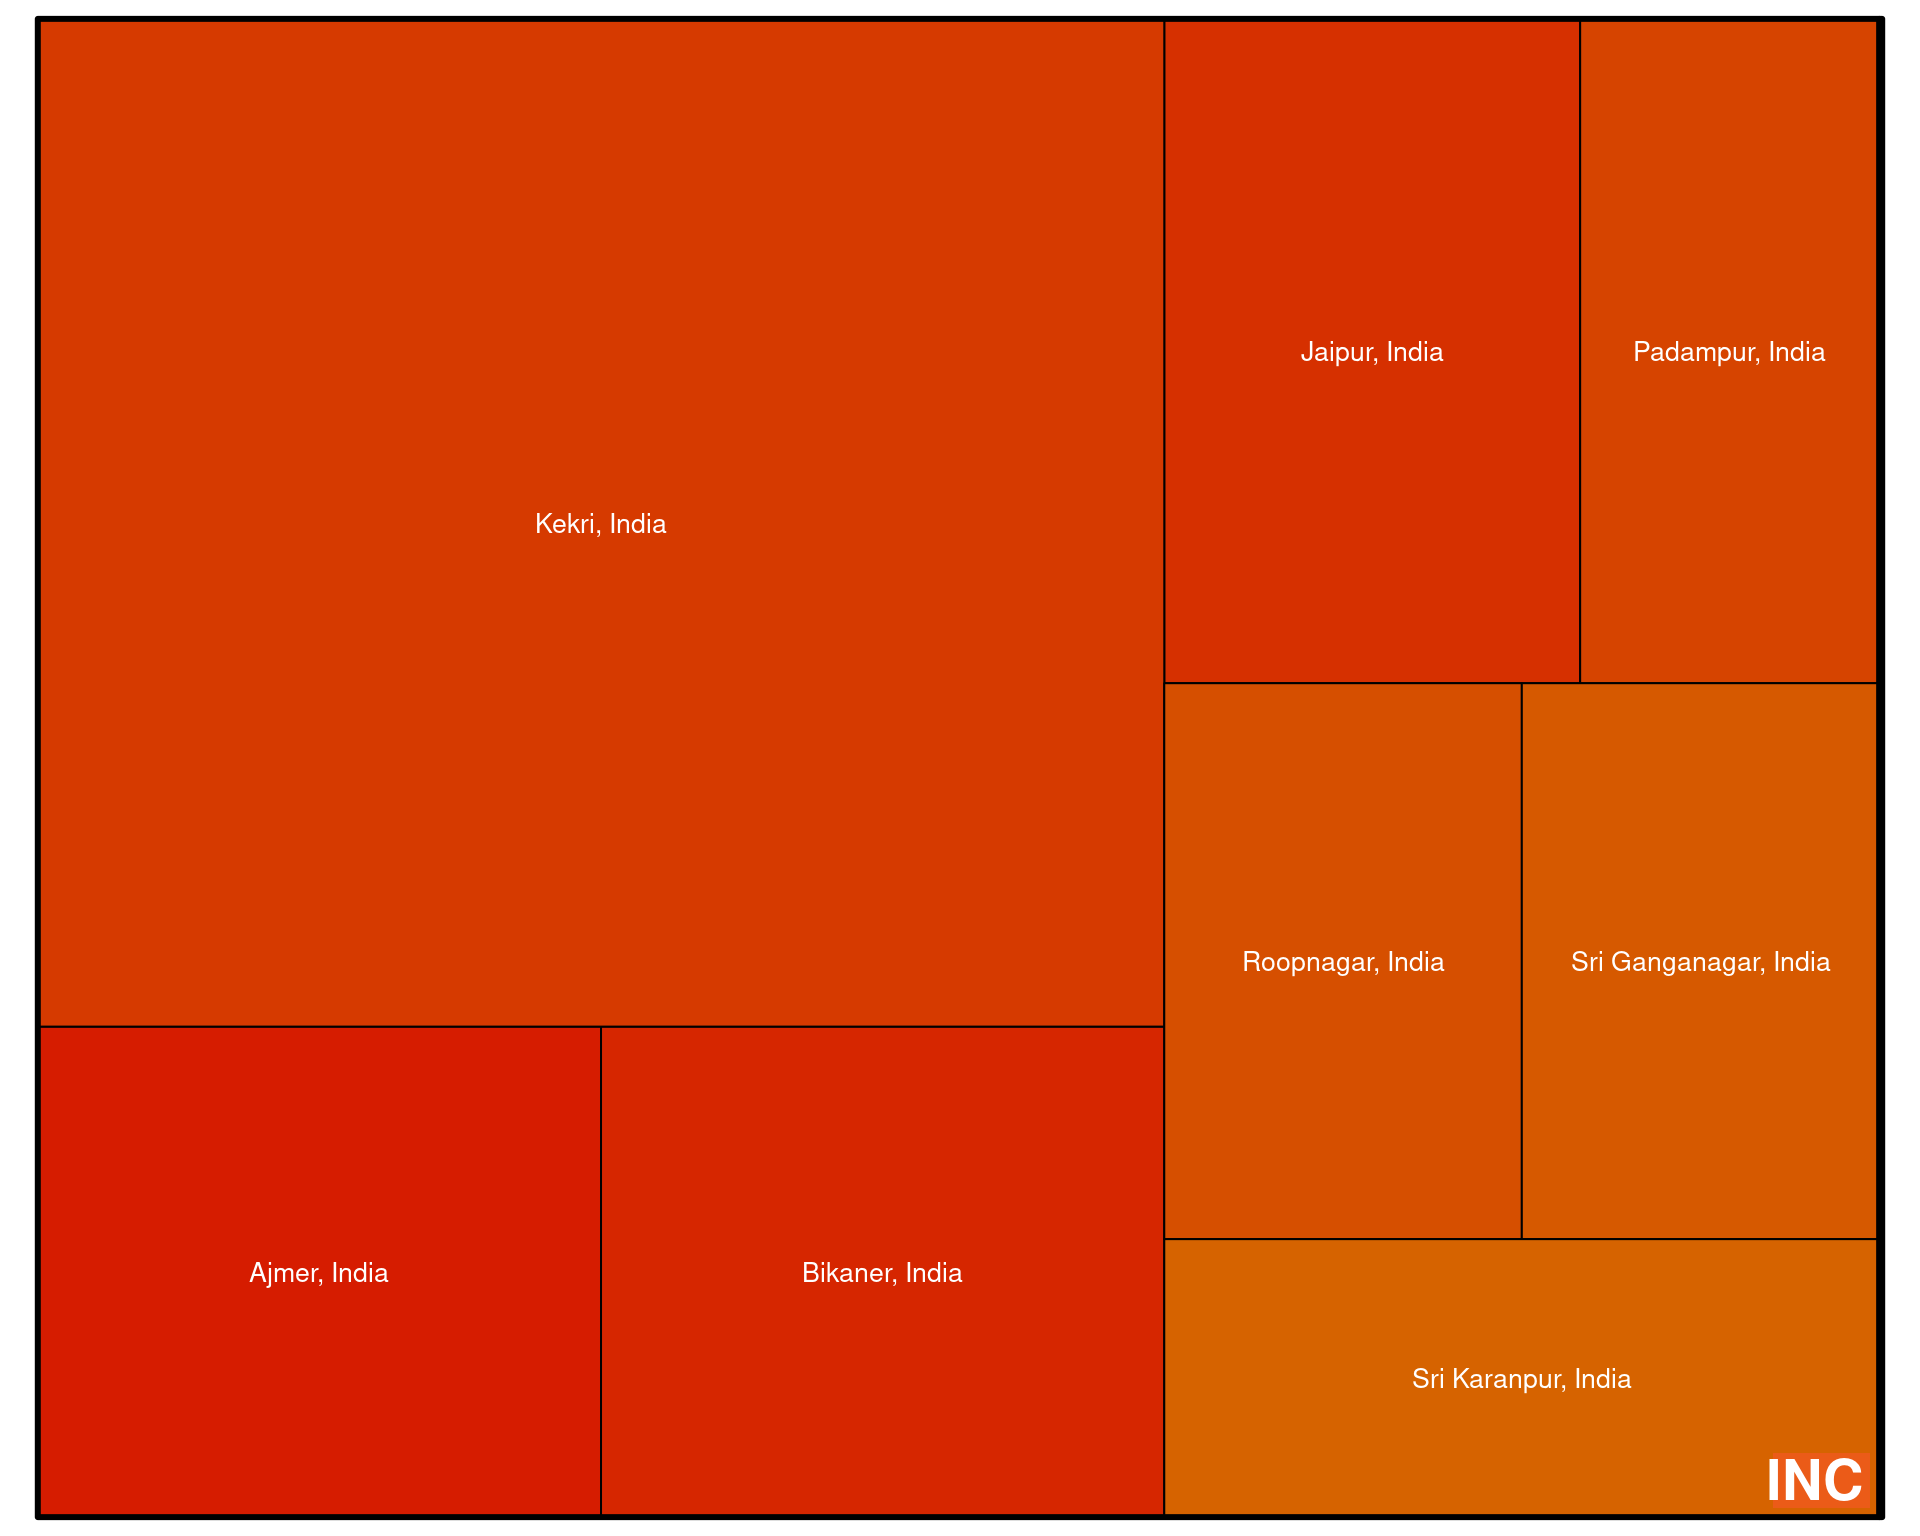 Kekri, India
Jaipur, India
Padampur, India
Roopnagar, India
Sri Ganganagar, India
Ajmer, India
Bikaner, India
Sri Karanpur, India
INC